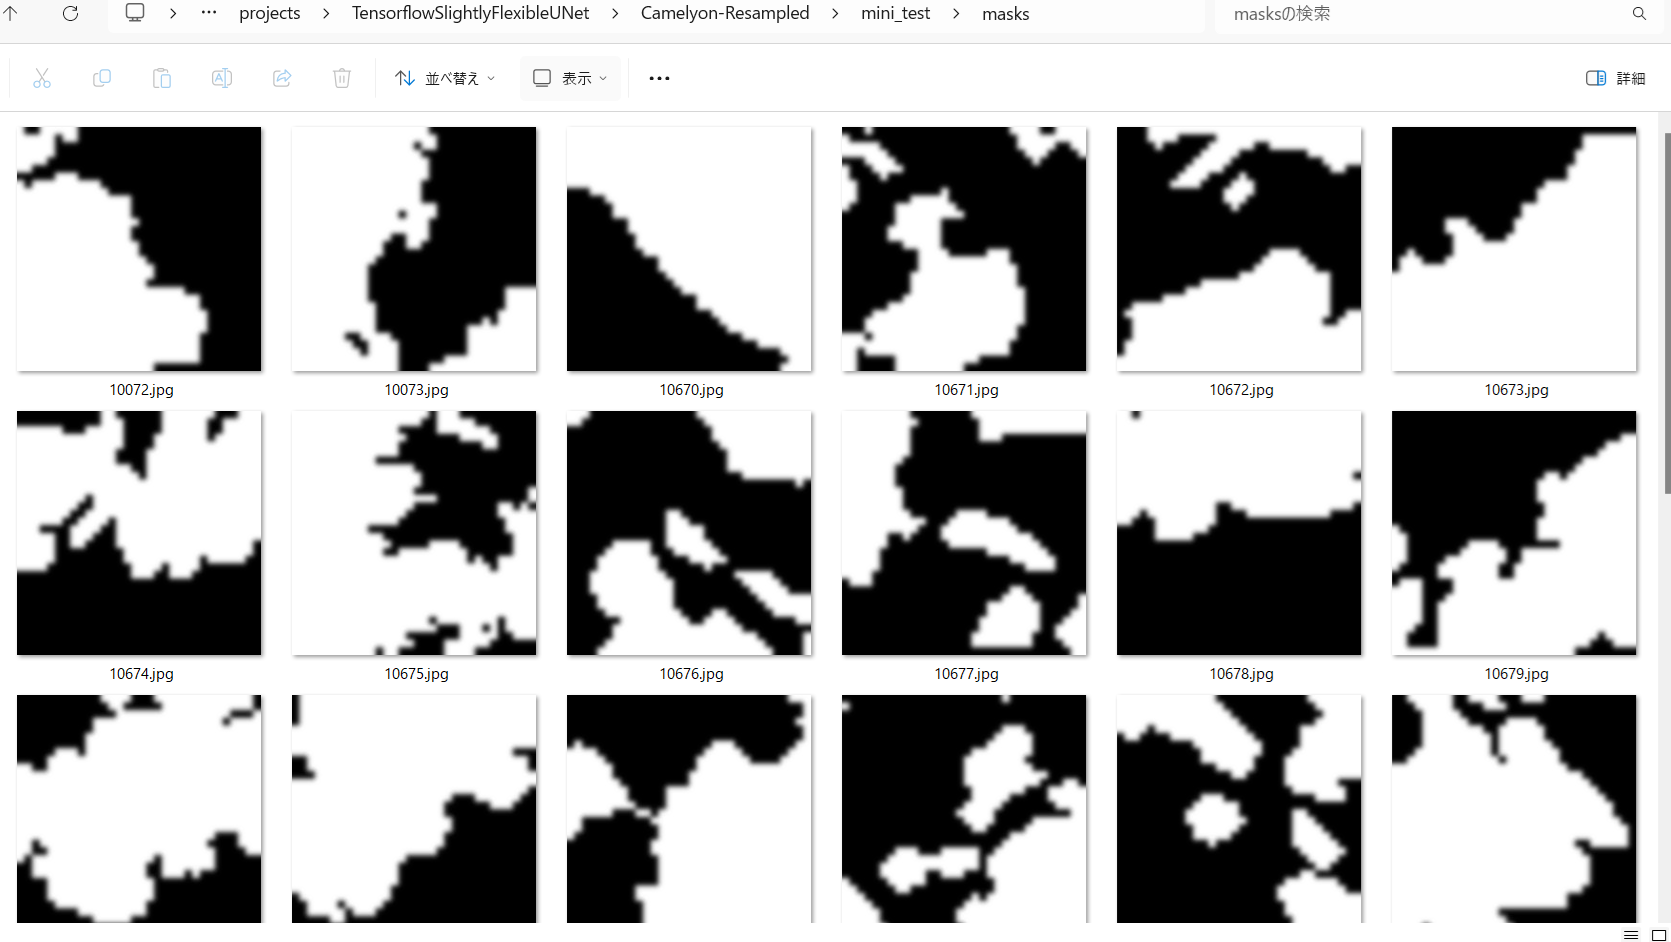 projects > TensorflowSlightlyFlexibleUNet > Camelyon-Resampled > mini_test > masks
masksの検索
並べ替え 表示 詳細
10072.jpg 10073.jpg 10670.jpg 10671.jpg 10672.jpg 10673.jpg
10674.jpg 10675.jpg 10676.jpg 10677.jpg 10678.jpg 10679.jpg